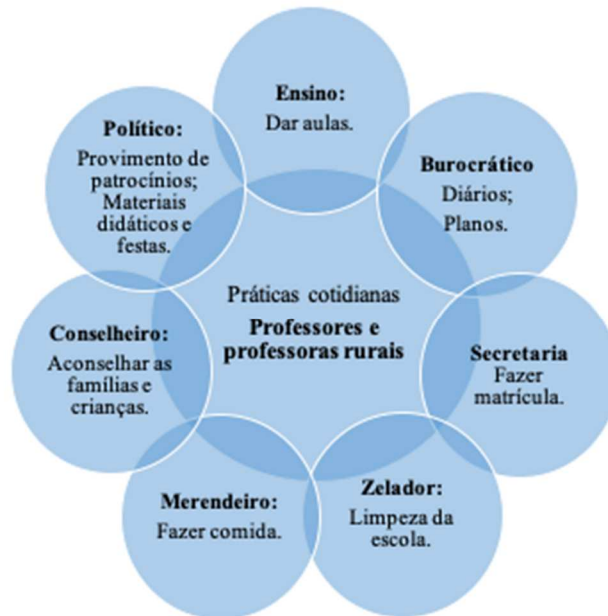 Ensino:
Dar aulas.
Político:
Provimento de
patrocínios;
Materiais
didáticos e
festas.
Burocrático
Diários;
Planos.
Práticas cotidianas
Professores e
professoras rurais
Conselheiro:
Aconselhar as
famílias e
crianças.
Secretaria
Fazer
matrícula.
Merendeiro:
Fazer comida.
Zelador:
Limpeza da
escola.